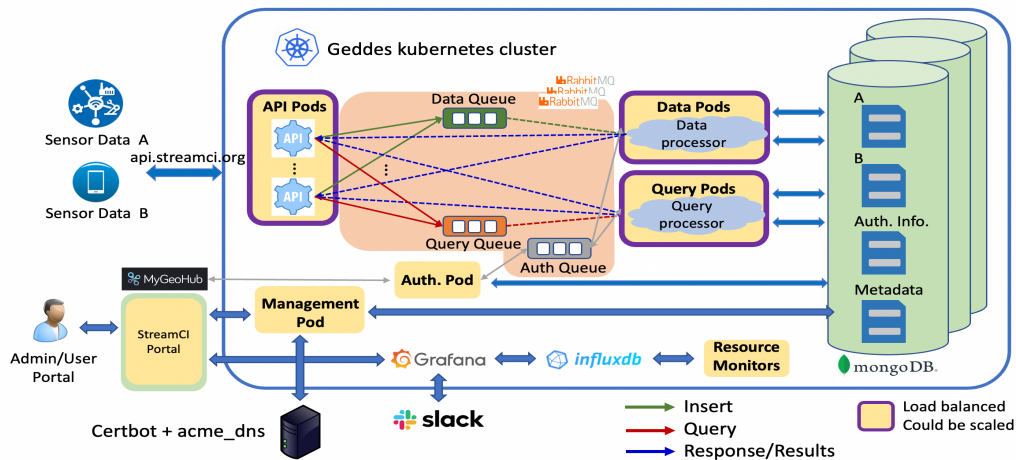 Geddes kubernetes cluster
RabbitMQ
RabbitMQ
RabbitMQ
API Pods
Data Queue
Data Pods
API
Data
processor
A
Sensor Data A
api.streamci.org
API
Query Pods
Query
processor
B
Sensor Data B
Query Queue
Auth. Info.
Auth Queue
MyGeoHub
Auth. Pod
Metadata
Management
Pod
StreamCI
Portal
Admin/User
Portal
Grafana
influxdb
Resource
Monitors
mongoDB
Certbot + acme_dns
slack
Insert
Query
Response/Results
Load balanced
Could be scaled